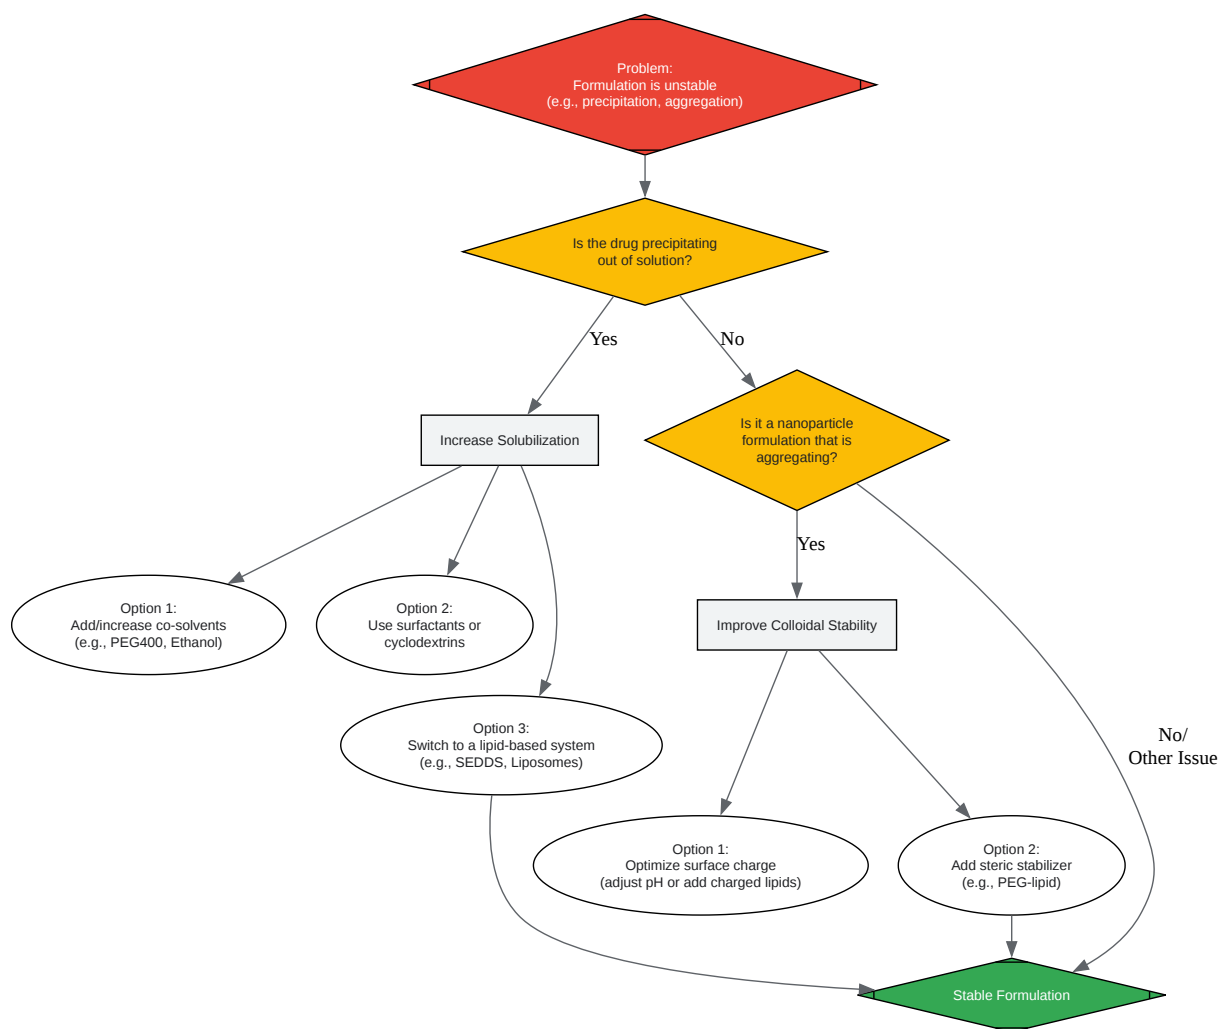 Problem:
Formulation is unstable
(e.g., precipitation, aggregation)
Is the drug precipitating
out of solution?
Yes
No
Increase Solubilization
Is it a nanoparticle
formulation that is
aggregating?
Yes
Option 1:
Add/increase co-solvents
(e.g., PEG400, Ethanol)
Option 2:
Use surfactants or
cyclodextrins
Improve Colloidal Stability
Option 3:
Switch to a lipid-based system
(e.g., SEDDS, Liposomes)
No/
Other Issue
Option 1:
Optimize surface charge
(adjust pH or add charged lipids)
Option 2:
Add steric stabilizer
(e.g., PEG-lipid)
Stable Formulation